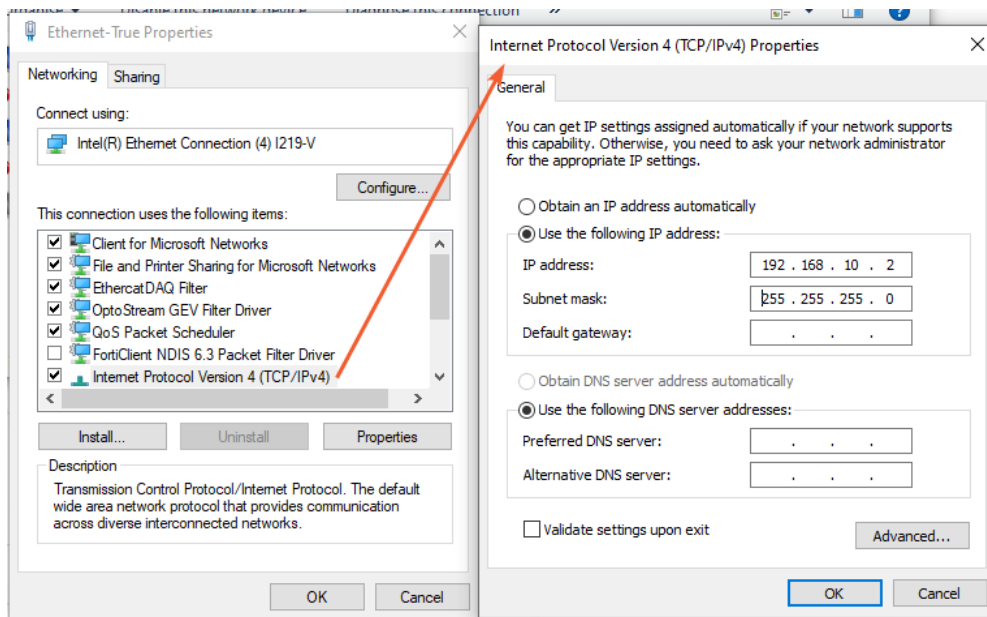 Disable this network device
Diagnose this connection
»
?
Ethernet-True Properties
Networking
Sharing
Connect using:
Intel(R) Ethernet Connection (4) I219-V
Configure...
This connection uses the following items:
Client for Microsoft Networks
File and Printer Sharing for Microsoft Networks
EthercatDAQ Filter
OptoStream GEV Filter Driver
QoS Packet Scheduler
FortiClient NDIS 6.3 Packet Filter Driver
Internet Protocol Version 4 (TCP/IPv4)
Install...
Uninstall
Properties
Description
Transmission Control Protocol/Internet Protocol. The default
wide area network protocol that provides communication
across diverse interconnected networks.
OK
Cancel
Internet Protocol Version 4 (TCP/IPv4) Properties
General
You can get IP settings assigned automatically if your network supports
this capability. Otherwise, you need to ask your network administrator
for the appropriate IP settings.
Obtain an IP address automatically
Use the following IP address:
IP address:
192 . 168 . 10 . 2
Subnet mask:
255 . 255 . 255 . 0
Default gateway:
. . .
Obtain DNS server address automatically
Use the following DNS server addresses:
Preferred DNS server:
. . .
Alternative DNS server:
. . .
Validate settings upon exit
Advanced...
OK
Cancel